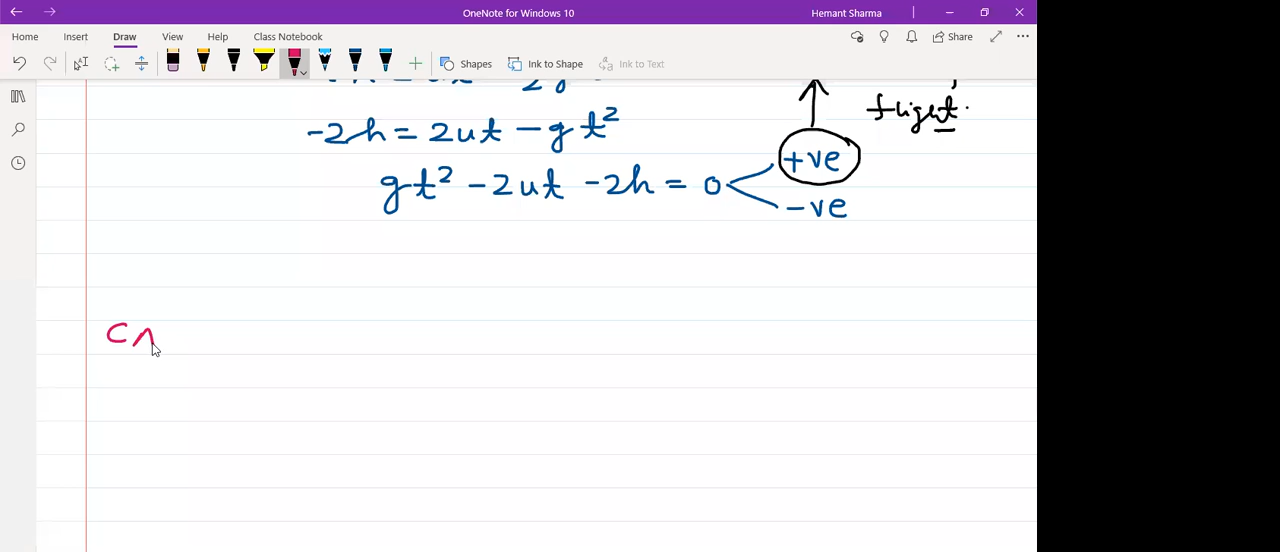 OneNote for Windows 10
Hemant Sharma
Home Insert Draw View Help Class Notebook
Share
Shapes Ink to Shape Ink to Text
flight.
-2h = 2ut - gt²
gt² - 2ut - 2h = 0
+ve
-ve